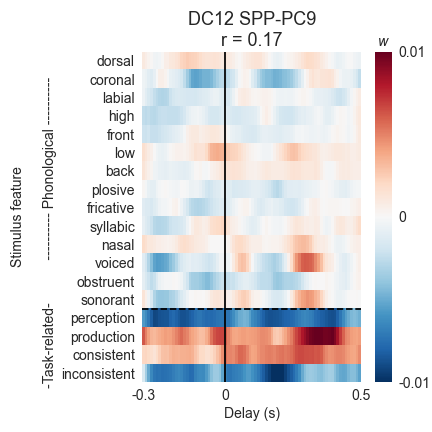 DC12 SPP-PC9
r = 0.17
w
dorsal
coronal
labial
high
front
low
back
plosive
fricative
syllabic
nasal
voiced
obstruent
sonorant
perception
production
consistent
inconsistent
Stimulus feature
---------- Phonological ----------
-Task-related-
0.01
0
-0.01
-0.3 0 0.5
Delay (s)